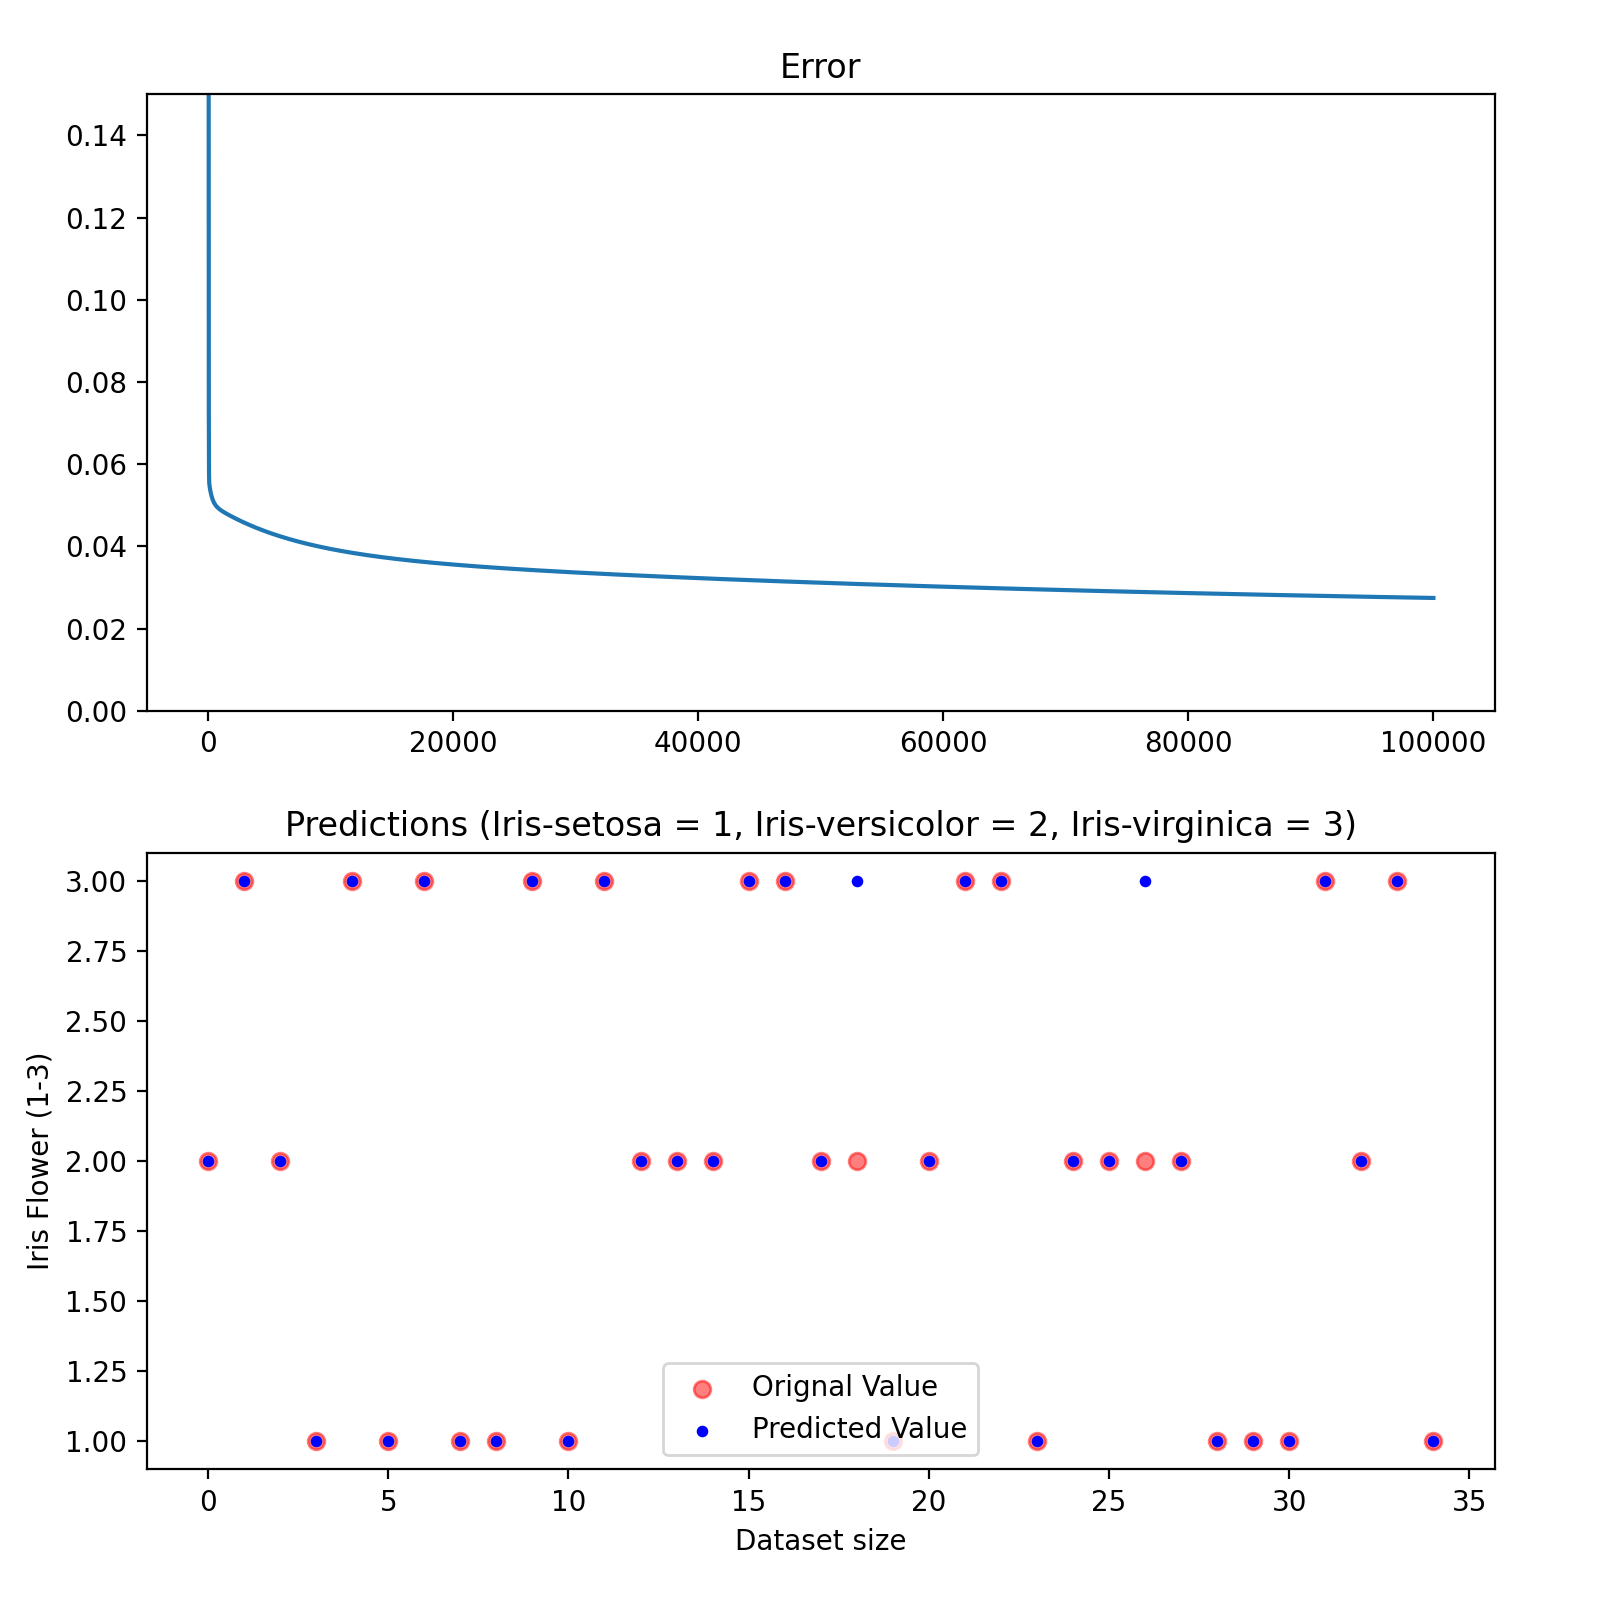 Error
0.14
0.12
0.10
0.08
0.06
0.04
0.02
0.00
0 20000 40000 60000 80000 100000
Predictions (Iris-setosa = 1, Iris-versicolor = 2, Iris-virginica = 3)
3.00
2.75
2.50
2.25
2.00
1.75
1.50
1.25
1.00
Iris Flower (1-3)
Orignal Value
Predicted Value
0 5 10 15 20 25 30 35
Dataset size